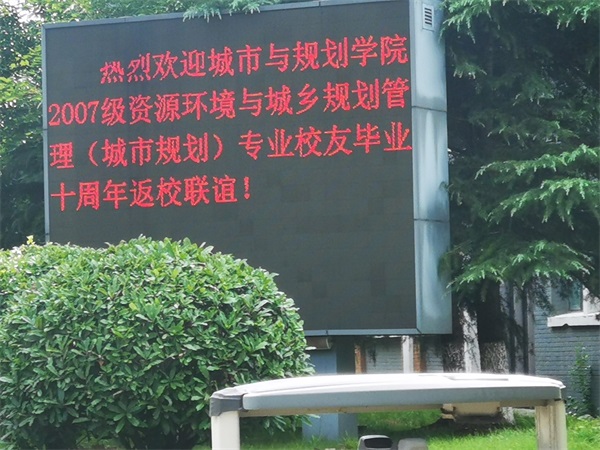 热烈欢迎城市与规划学院
2007级资源环境与城乡规划管
理（城市规划）专业校友毕业
十周年返校联谊！